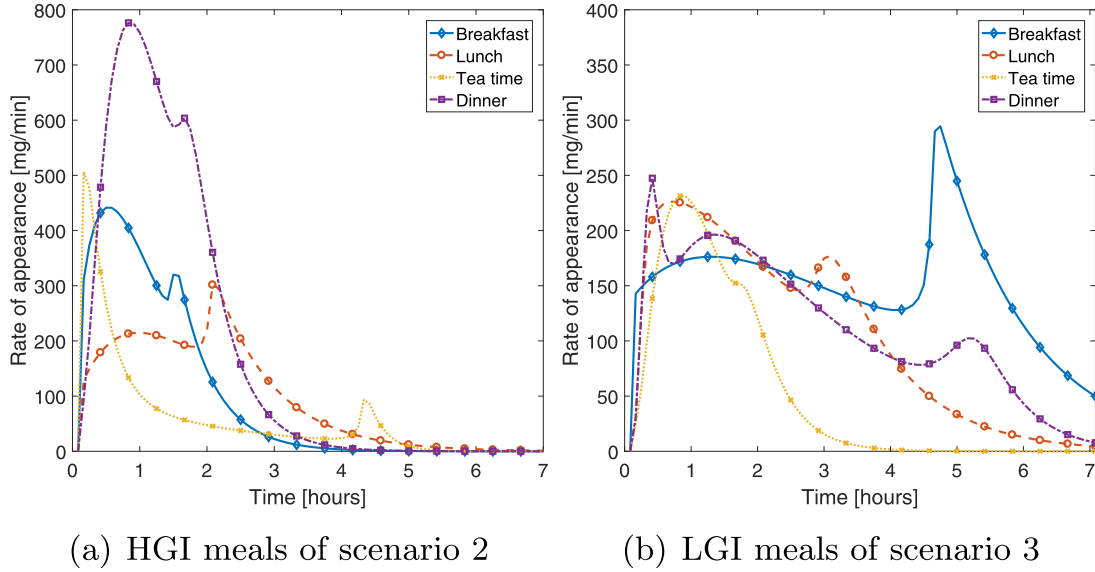 800
700
600
500
400
300
200
100
0
Rate of appearance [mg/min]
0 1 2 3 4 5 6 7
Time [hours]
Breakfast
Lunch
Tea time
Dinner
(a) HGI meals of scenario 2
400
350
300
250
200
150
100
50
0
Rate of appearance [mg/min]
0 1 2 3 4 5 6 7
Time [hours]
Breakfast
Lunch
Tea time
Dinner
(b) LGI meals of scenario 3